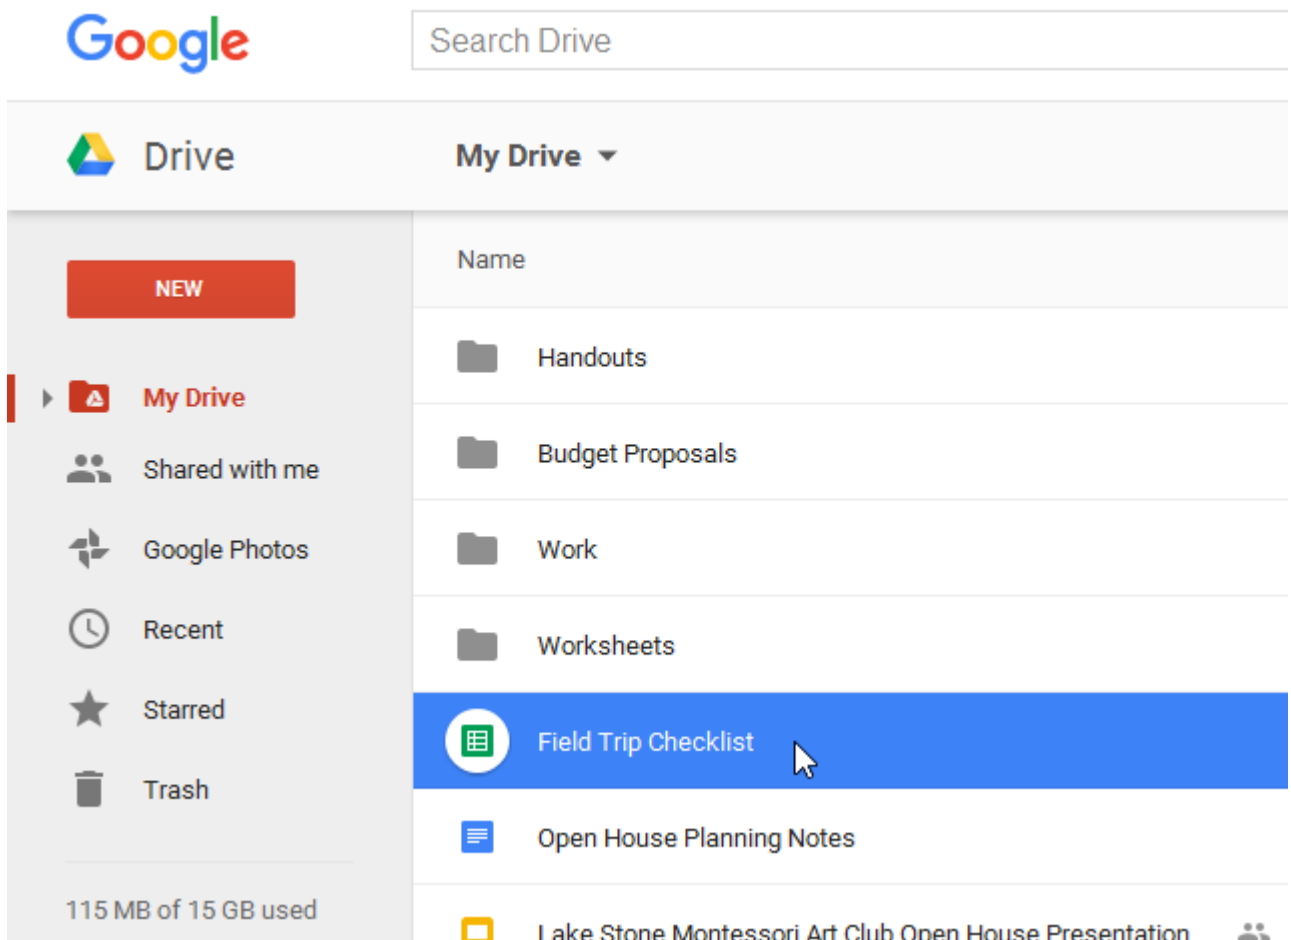 Google
Search Drive
Drive
My Drive
NEW
My Drive
Shared with me
Google Photos
Recent
Starred
Trash
115 MB of 15 GB used
Name
Handouts
Budget Proposals
Work
Worksheets
Field Trip Checklist
Open House Planning Notes
Lake Stone Montessori Art Club Open House Presentation